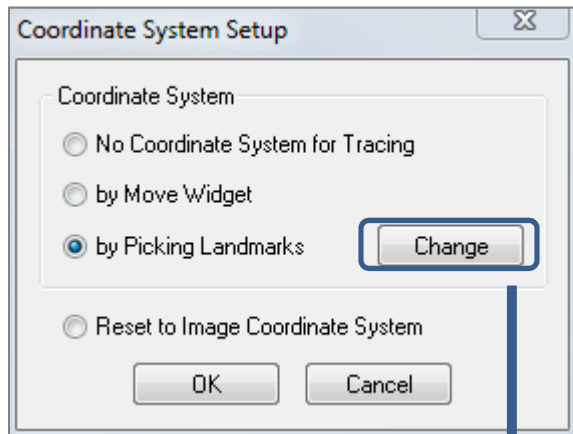 Coordinate System Setup
Coordinate System
No Coordinate System for Tracing
by Move Widget
by Picking Landmarks Change
Reset to Image Coordinate System
OK Cancel